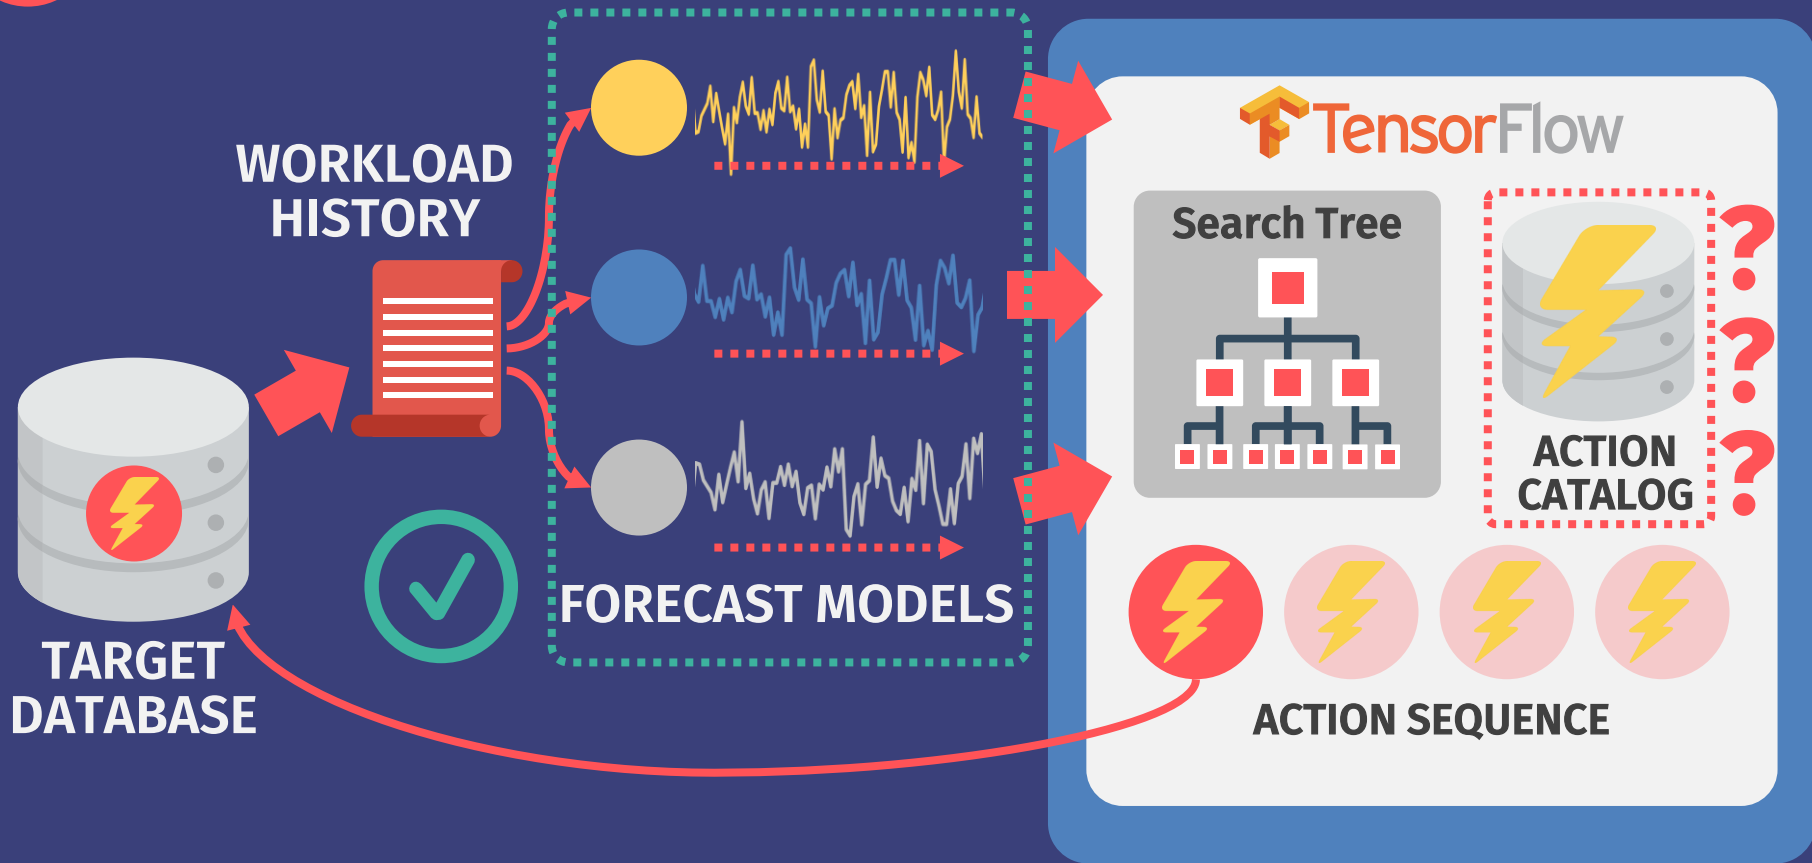 WORKLOAD
HISTORY
TARGET
DATABASE
FORECAST MODELS
TensorFlow
Search Tree
ACTION
CATALOG
?
?
?
ACTION SEQUENCE